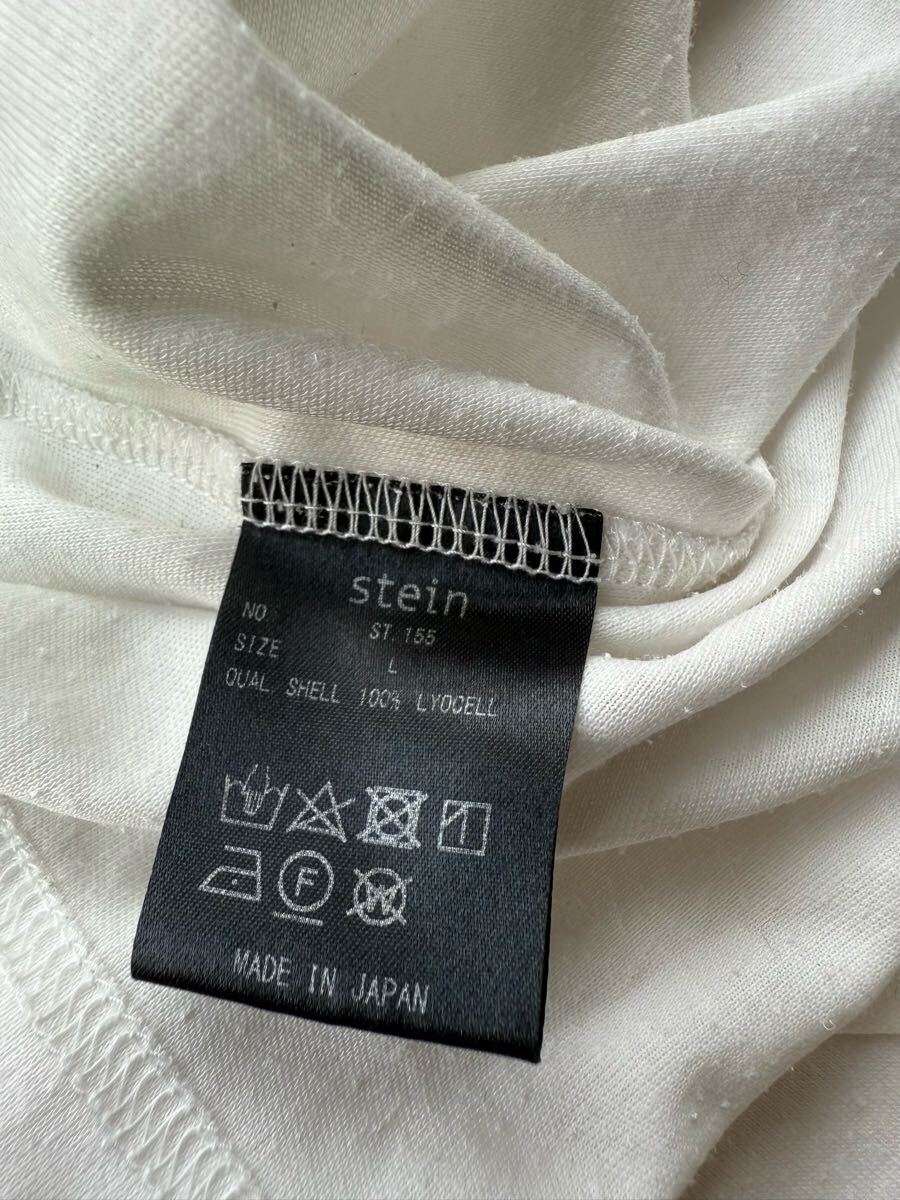 stein
NO ST.155
SIZE L
QUAL SHELL 100% LYOCELL
F
W
MADE IN JAPAN